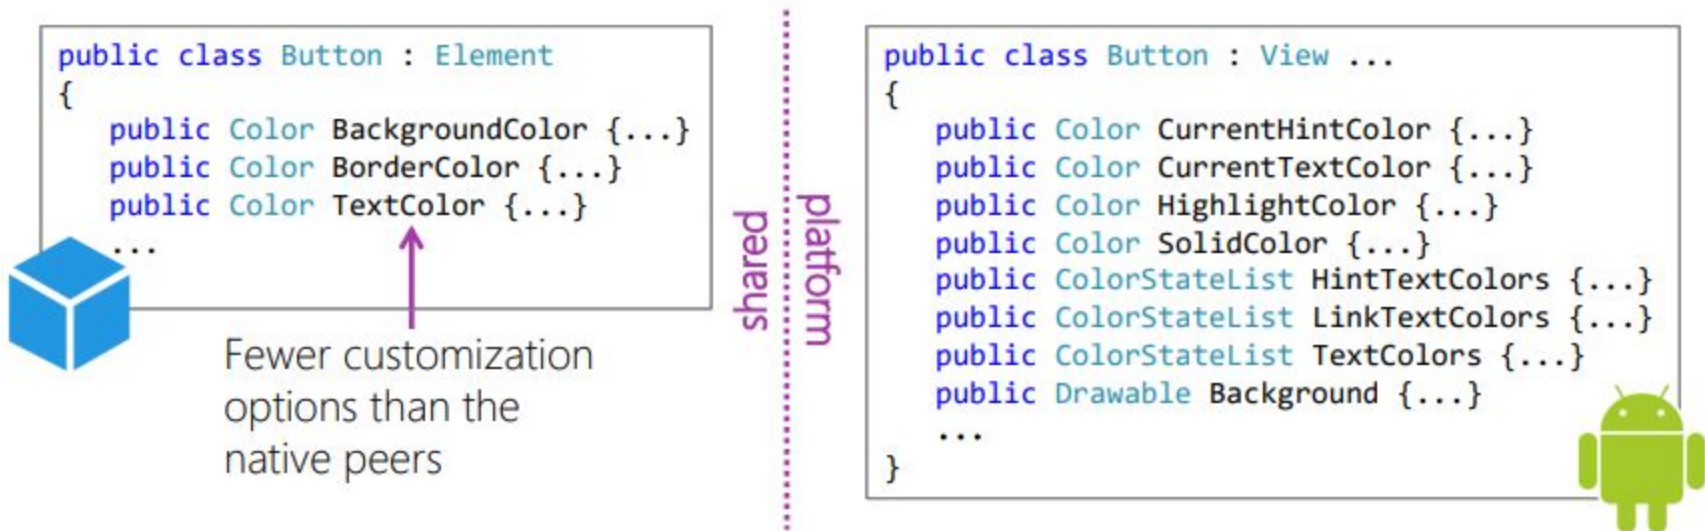 public class Button : Element
{
public Color BackgroundColor {...}
public Color BorderColor {...}
public Color TextColor {...}
...
Fewer customization
options than the
native peers
shared
platform
public class Button : View ...
{
public Color CurrentHintColor {...}
public Color CurrentTextColor {...}
public Color HighlightColor {...}
public Color SolidColor {...}
public ColorStateList HintTextColors {...}
public ColorStateList LinkTextColors {...}
public ColorStateList TextColors {...}
public Drawable Background {...}
...
}